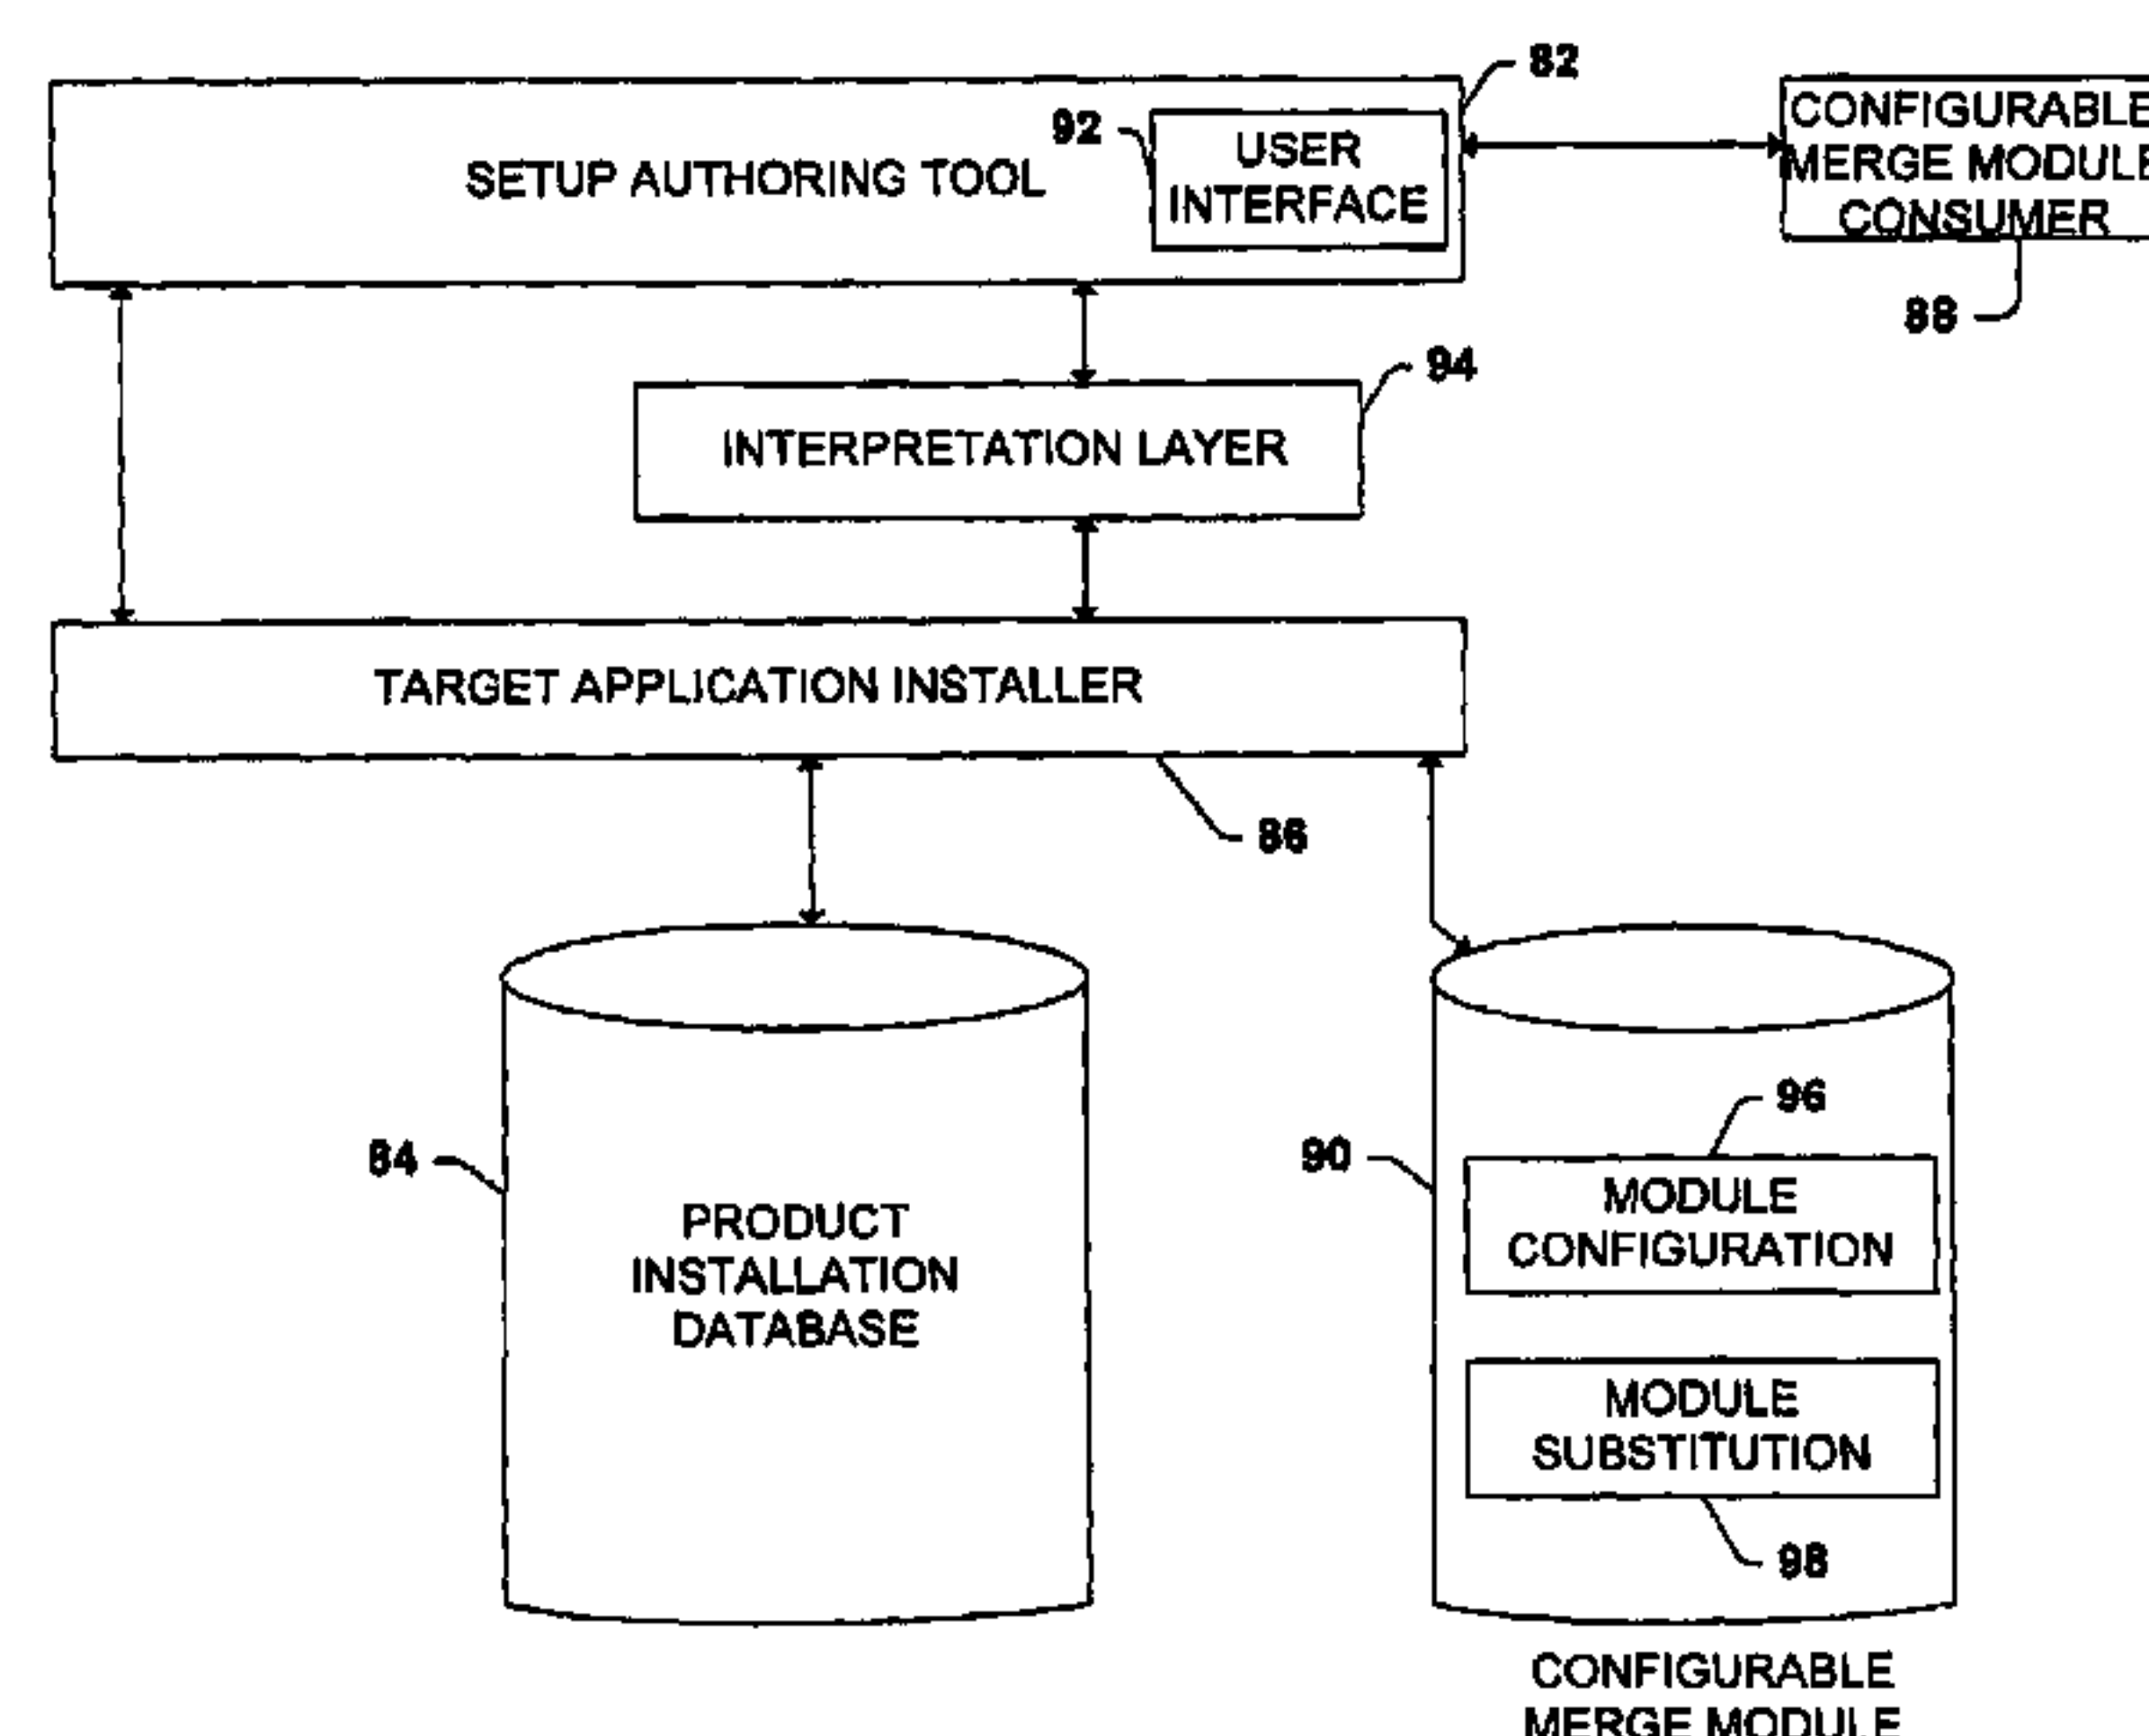 82
92
USER
INTERFACE
SETUP AUTHORING TOOL
CONFIGURABLE
MERGE MODULE
CONSUMER
88
94
INTERPRETATION LAYER
TARGET APPLICATION INSTALLER
86
84
PRODUCT
INSTALLATION
DATABASE
90
96
MODULE
CONFIGURATION
MODULE
SUBSTITUTION
98
CONFIGURABLE
MERGE MODULE